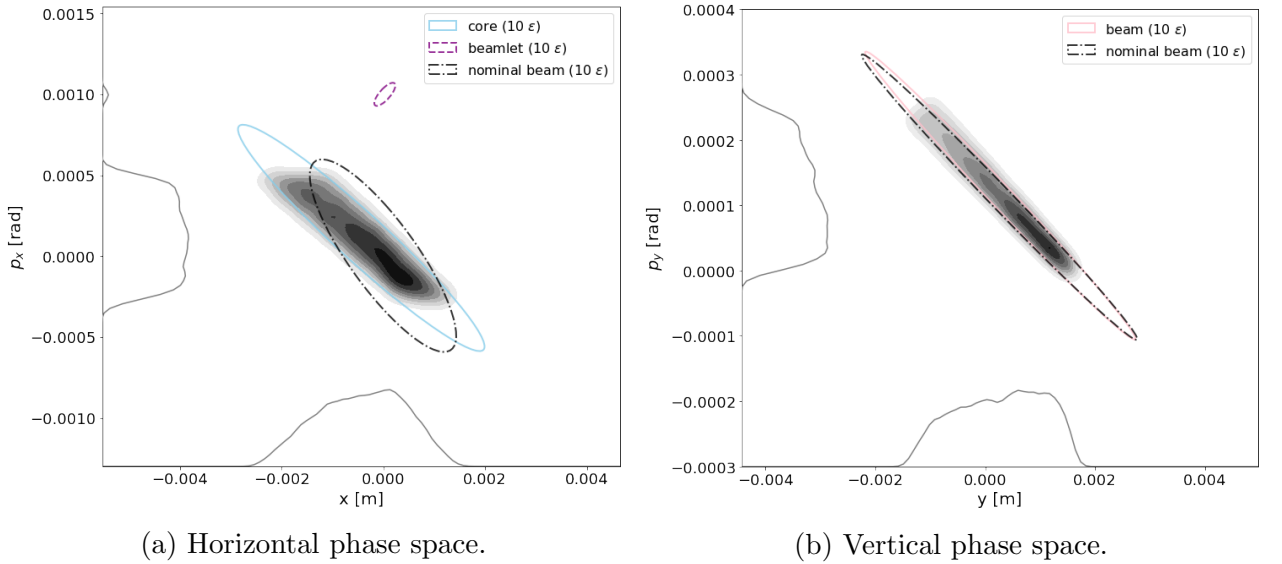 0.0015
0.0010
0.0005
0.0000
−0.0005
−0.0010
pₓ [rad]
−0.004
−0.002
0.000
0.002
0.004
x [m]
core (10 ε)
beamlet (10 ε)
nominal beam (10 ε)
(a) Horizontal phase space.
0.0004
0.0003
0.0002
0.0001
0.0000
−0.0001
−0.0002
−0.0003
p_y [rad]
−0.004
−0.002
0.000
0.002
0.004
y [m]
beam (10 ε)
nominal beam (10 ε)
(b) Vertical phase space.